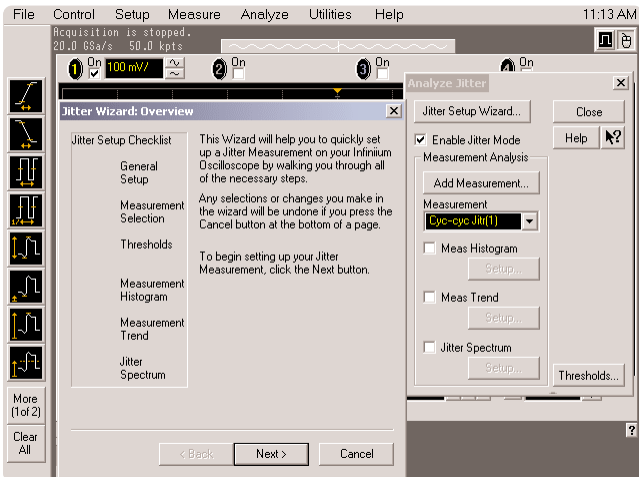 File Control Setup Measure Analyze Utilities Help 11:13 AM
Acquisition is stopped.
20.0 GSa/s 50.0 kpts
1 On 100 mV/ 2 On 3 On 4 On
Analyze Jitter
Jitter Setup Wizard... Close
Enable Jitter Mode Help
Measurement Analysis
Add Measurement...
Measurement
Cyc-cyc Jitr(1)
Meas Histogram
Setup...
Meas Trend
Setup...
Jitter Spectrum
Setup...
Thresholds...
Jitter Wizard: Overview
Jitter Setup Checklist
General
Setup
Measurement
Selection
Thresholds
Measurement
Histogram
Measurement
Trend
Jitter
Spectrum
This Wizard will help you to quickly set
up a Jitter Measurement on your Infiniium
Oscilloscope by walking you through all
of the necessary steps.
Any selections or changes you make in
the wizard will be undone if you press the
Cancel button at the bottom of a page.
To begin setting up your Jitter
Measurement, click the Next button.
< Back Next > Cancel
More
(1of 2)
Clear
All
?